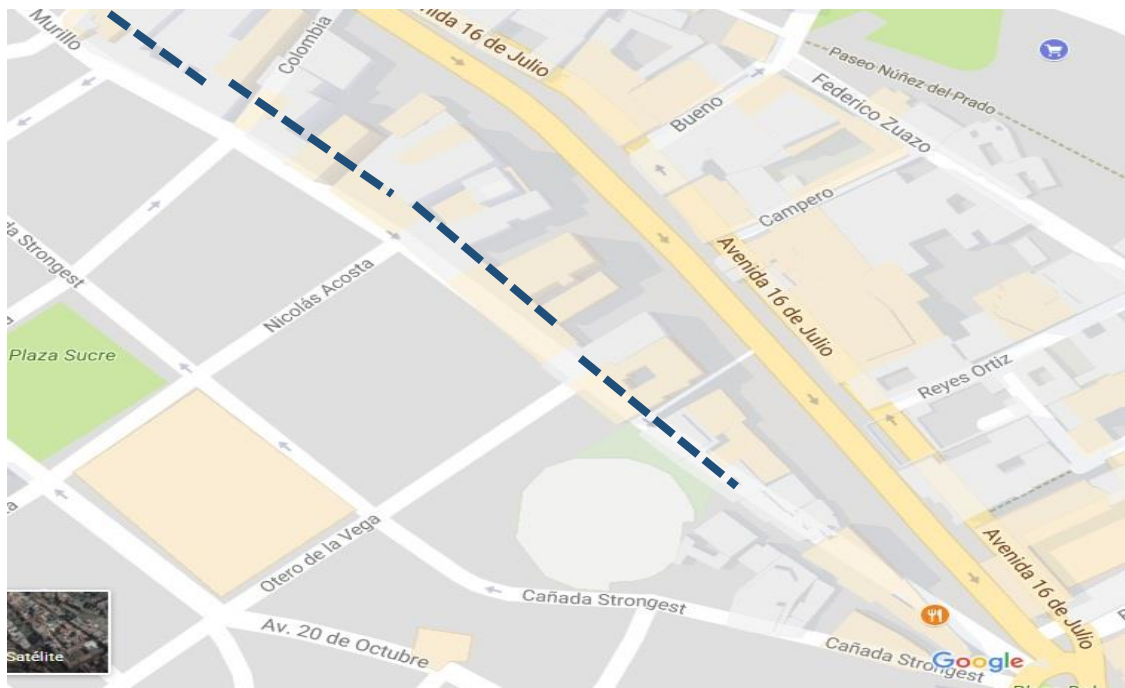 Murillo
Colombia
nida 16 de Julio
Paseo Núñez del Prado
Federico Zuazo
Bueno
Campero
da Strongest
Nicolás Acosta
Avenida 16 de Julio
Plaza Sucre
Reyes Ortiz
Otero de la Vega
Avenida 16 de Julio
Cañada Strongest
Av. 20 de Octubre
Satélite
Cañada Strongest
Google